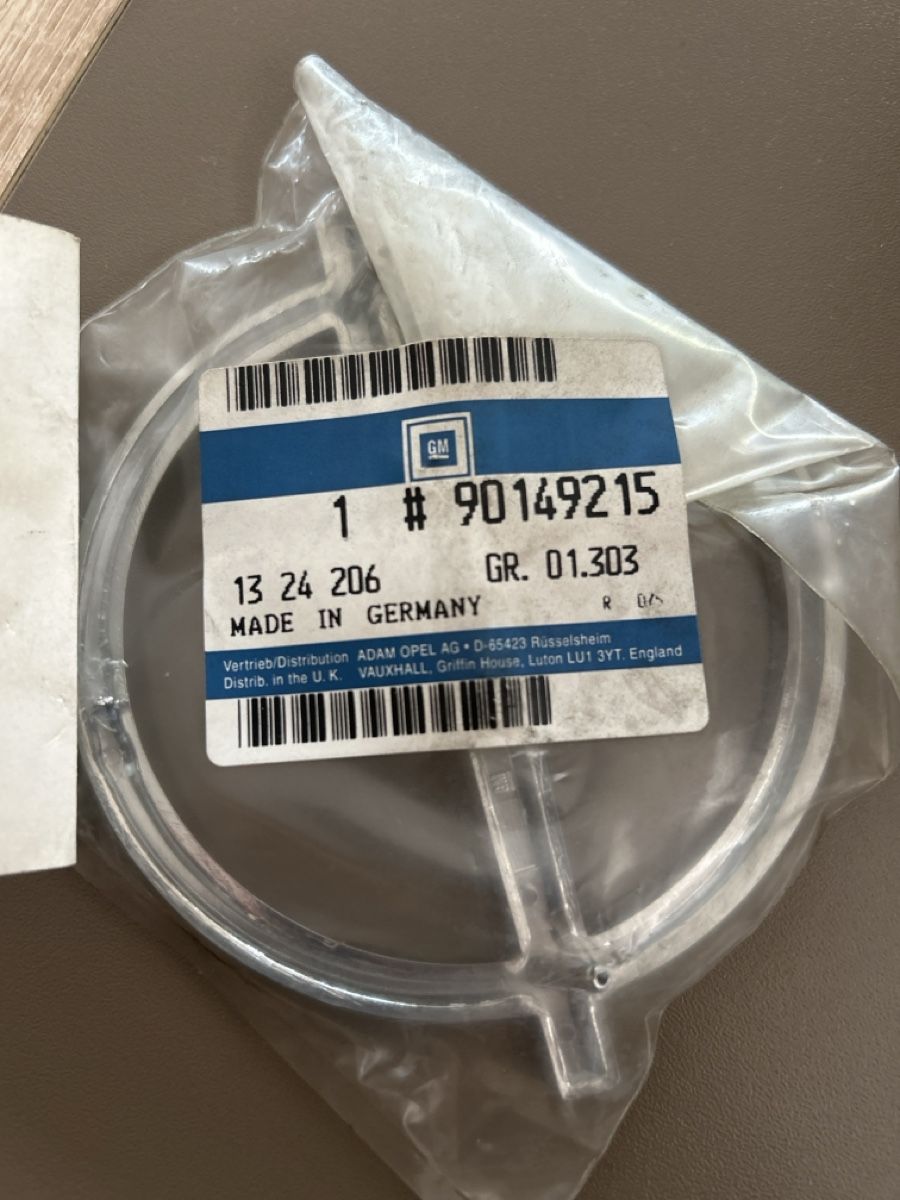 GM
1 # 90149215
13 24 206 GR. 01.303
MADE IN GERMANY R
Vertrieb/Distribution ADAM OPEL AG • D-65423 Rüsselsheim
Distrib. in the U. K. VAUXHALL, Griffin House, Luton LU1 3YT. England